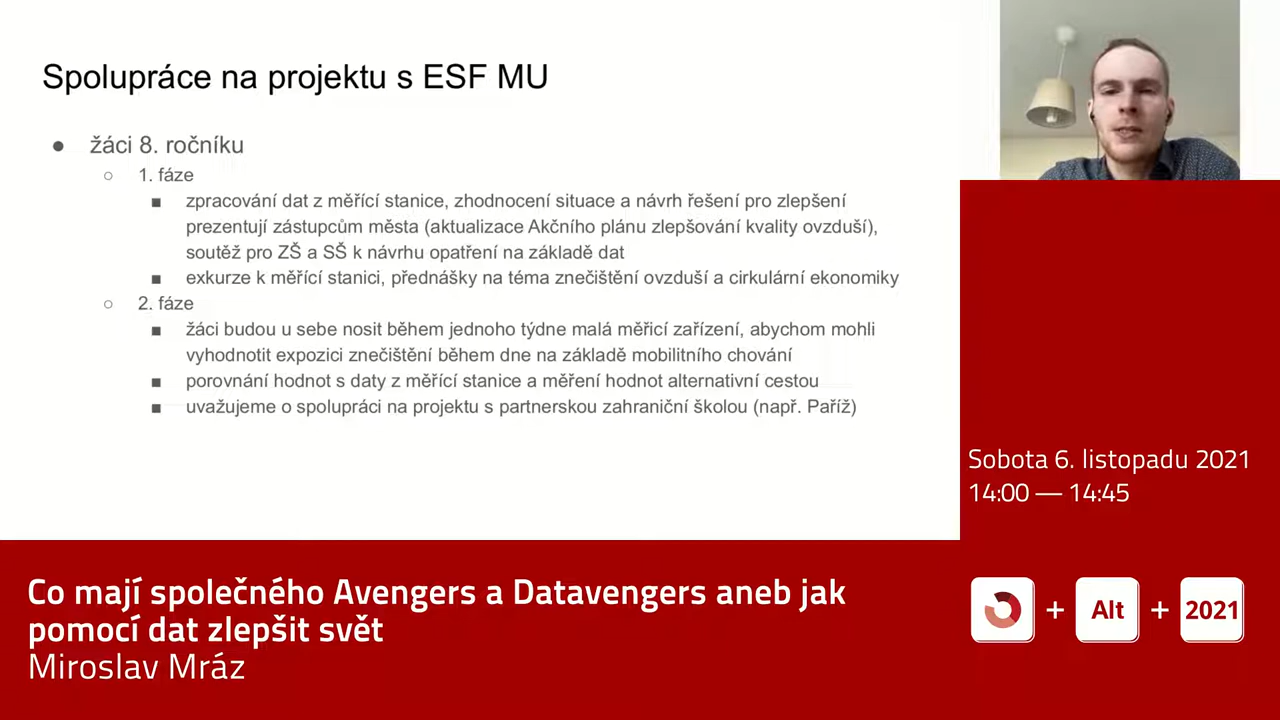 Spolupráce na projektu s ESF MU
● žáci 8. ročníku
○ 1. fáze
■ zpracování dat z měřící stanice, zhodnocení situace a návrh řešení pro zlepšení
prezentují zástupcům města (aktualizace Akčního plánu zlepšování kvality ovzduší),
soutěž pro ZŠ a SŠ k návrhu opatření na základě dat
■ exkurze k měřící stanici, přednášky na téma znečištění ovzduší a cirkulární ekonomiky
○ 2. fáze
■ žáci budou u sebe nosit během jednoho týdne malá měřicí zařízení, abychom mohli
vyhodnotit expozici znečištění během dne na základě mobilitního chování
■ porovnání hodnot s daty z měřící stanice a měření hodnot alternativní cestou
■ uvažujeme o spolupráci na projektu s partnerskou zahraniční školou (např. Paříž)
Sobota 6. listopadu 2021
14:00 — 14:45
Co mají společného Avengers a Datavengers aneb jak
pomocí dat zlepšit svět
Miroslav Mráz
+ Alt + 2021